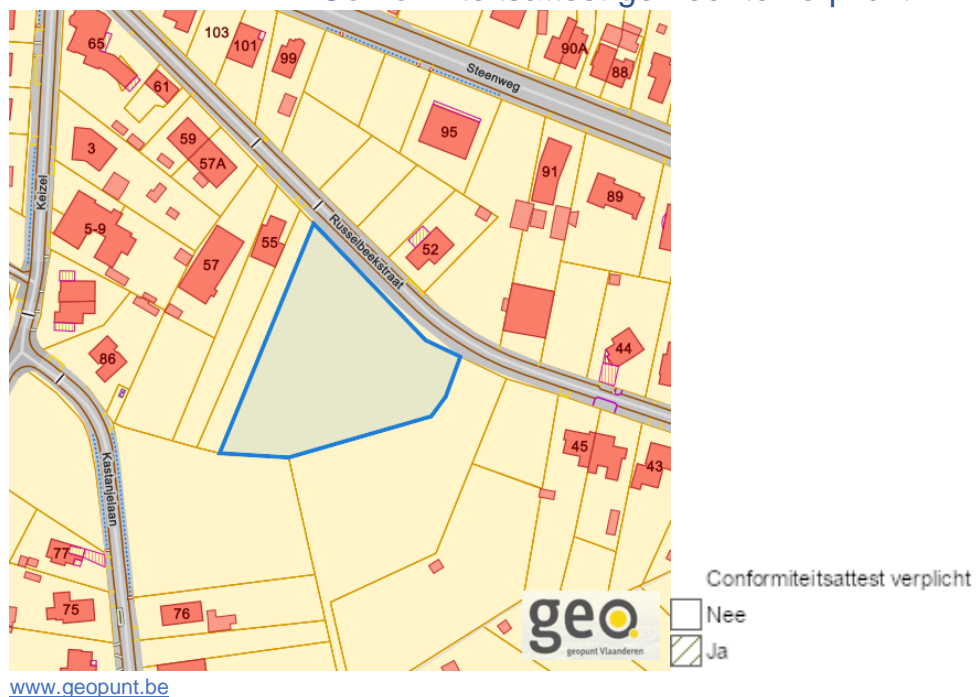 65
103
101
99
90A
88
Steenweg
61
95
59
57A
3
91
89
Keizel
5-9
55
Russelbeekstraat
52
57
86
44
45
43
Kastanjelaan
77
75
76
geo
geopunt Vlaanderen
Conformiteitsattest verplicht
Nee
Ja
www.geopunt.be